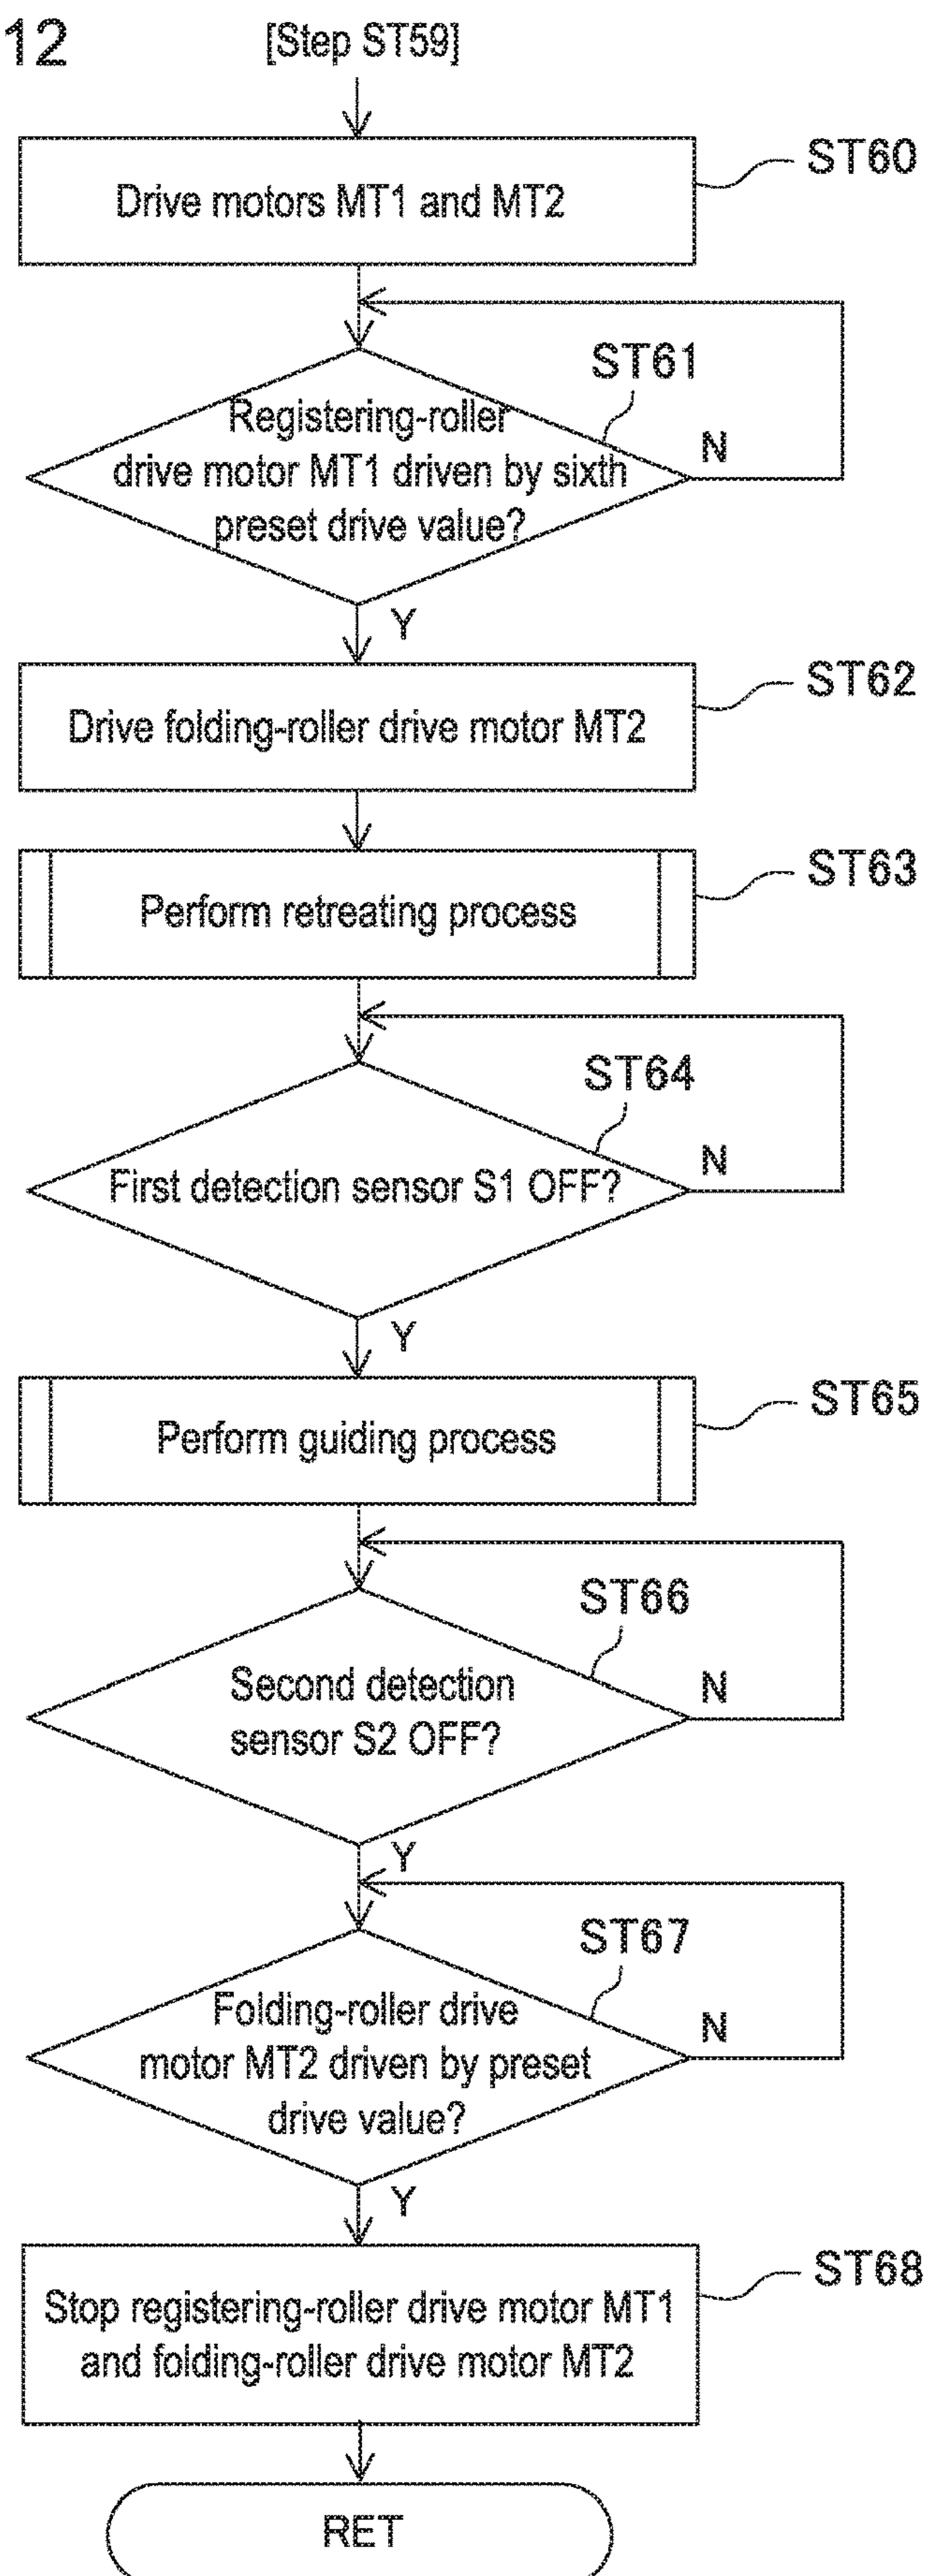 12
[Step ST59]
ST60
Drive motors MT1 and MT2
ST61
Registering-roller
drive motor MT1 driven by sixth
preset drive value?
N
Y
ST62
Drive folding-roller drive motor MT2
ST63
Perform retreating process
ST64
First detection sensor S1 OFF?
N
Y
ST65
Perform guiding process
ST66
Second detection
sensor S2 OFF?
N
Y
ST67
Folding-roller drive
motor MT2 driven by preset
drive value?
N
Y
ST68
Stop registering-roller drive motor MT1
and folding-roller drive motor MT2
RET